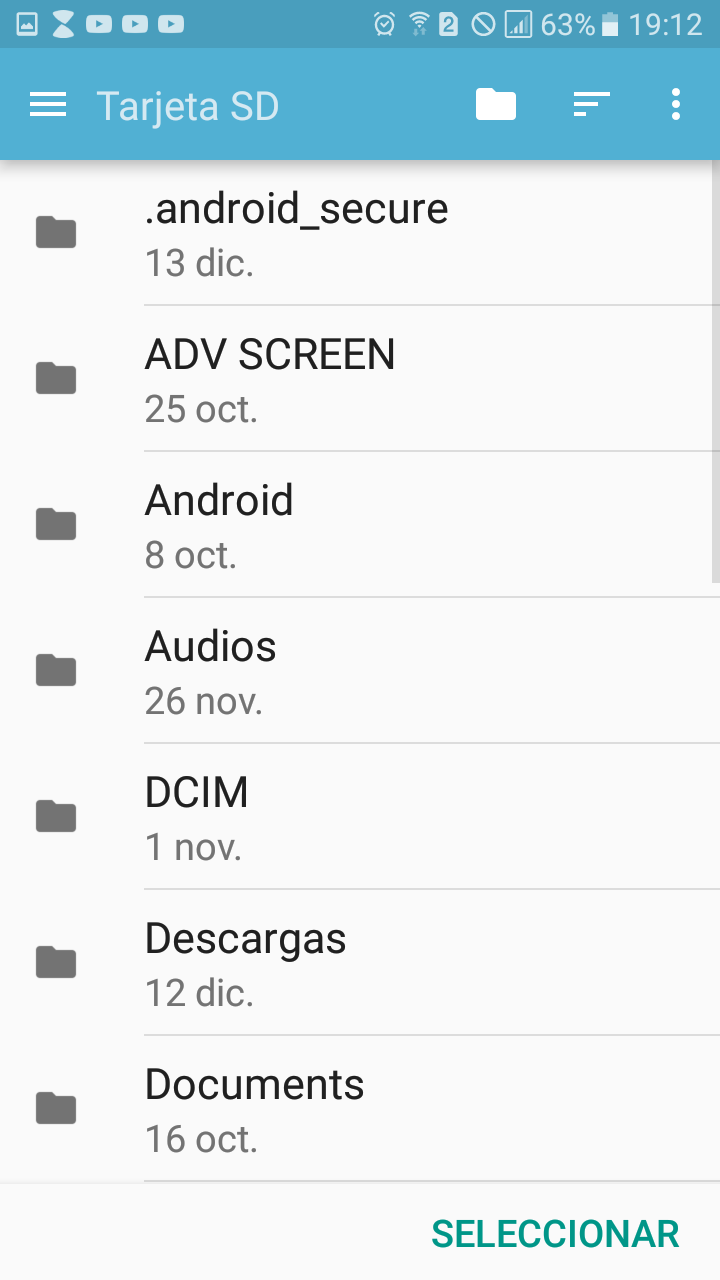 2 63% 19:12
Tarjeta SD
.android_secure
13 dic.
ADV SCREEN
25 oct.
Android
8 oct.
Audios
26 nov.
DCIM
1 nov.
Descargas
12 dic.
Documents
16 oct.
SELECCIONAR